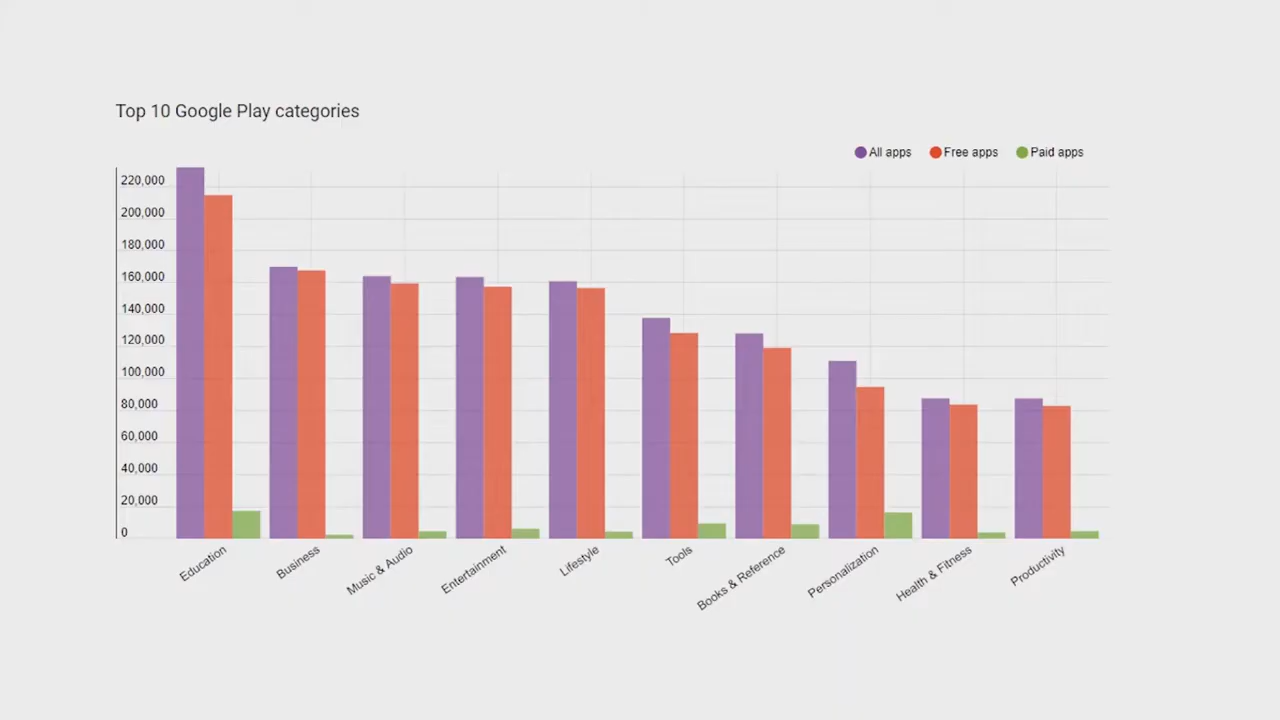 Top 10 Google Play categories
All apps Free apps Paid apps
220,000
200,000
180,000
160,000
140,000
120,000
100,000
80,000
60,000
40,000
20,000
0
Education
Business
Music & Audio
Entertainment
Lifestyle
Tools
Books & Reference
Personalization
Health & Fitness
Productivity